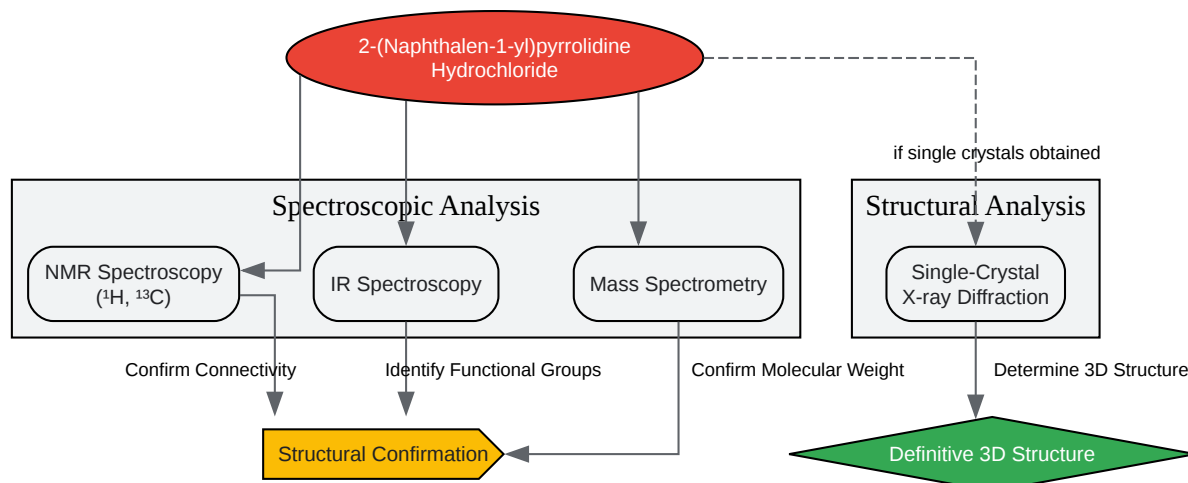 2-(Naphthalen-1-yl)pyrrolidine
Hydrochloride
if single crystals obtained
Spectroscopic Analysis
Structural Analysis
NMR Spectroscopy
(¹H, ¹³C)
IR Spectroscopy
Mass Spectrometry
Single-Crystal
X-ray Diffraction
Confirm Connectivity
Identify Functional Groups
Confirm Molecular Weight
Determine 3D Structure
Structural Confirmation
Definitive 3D Structure